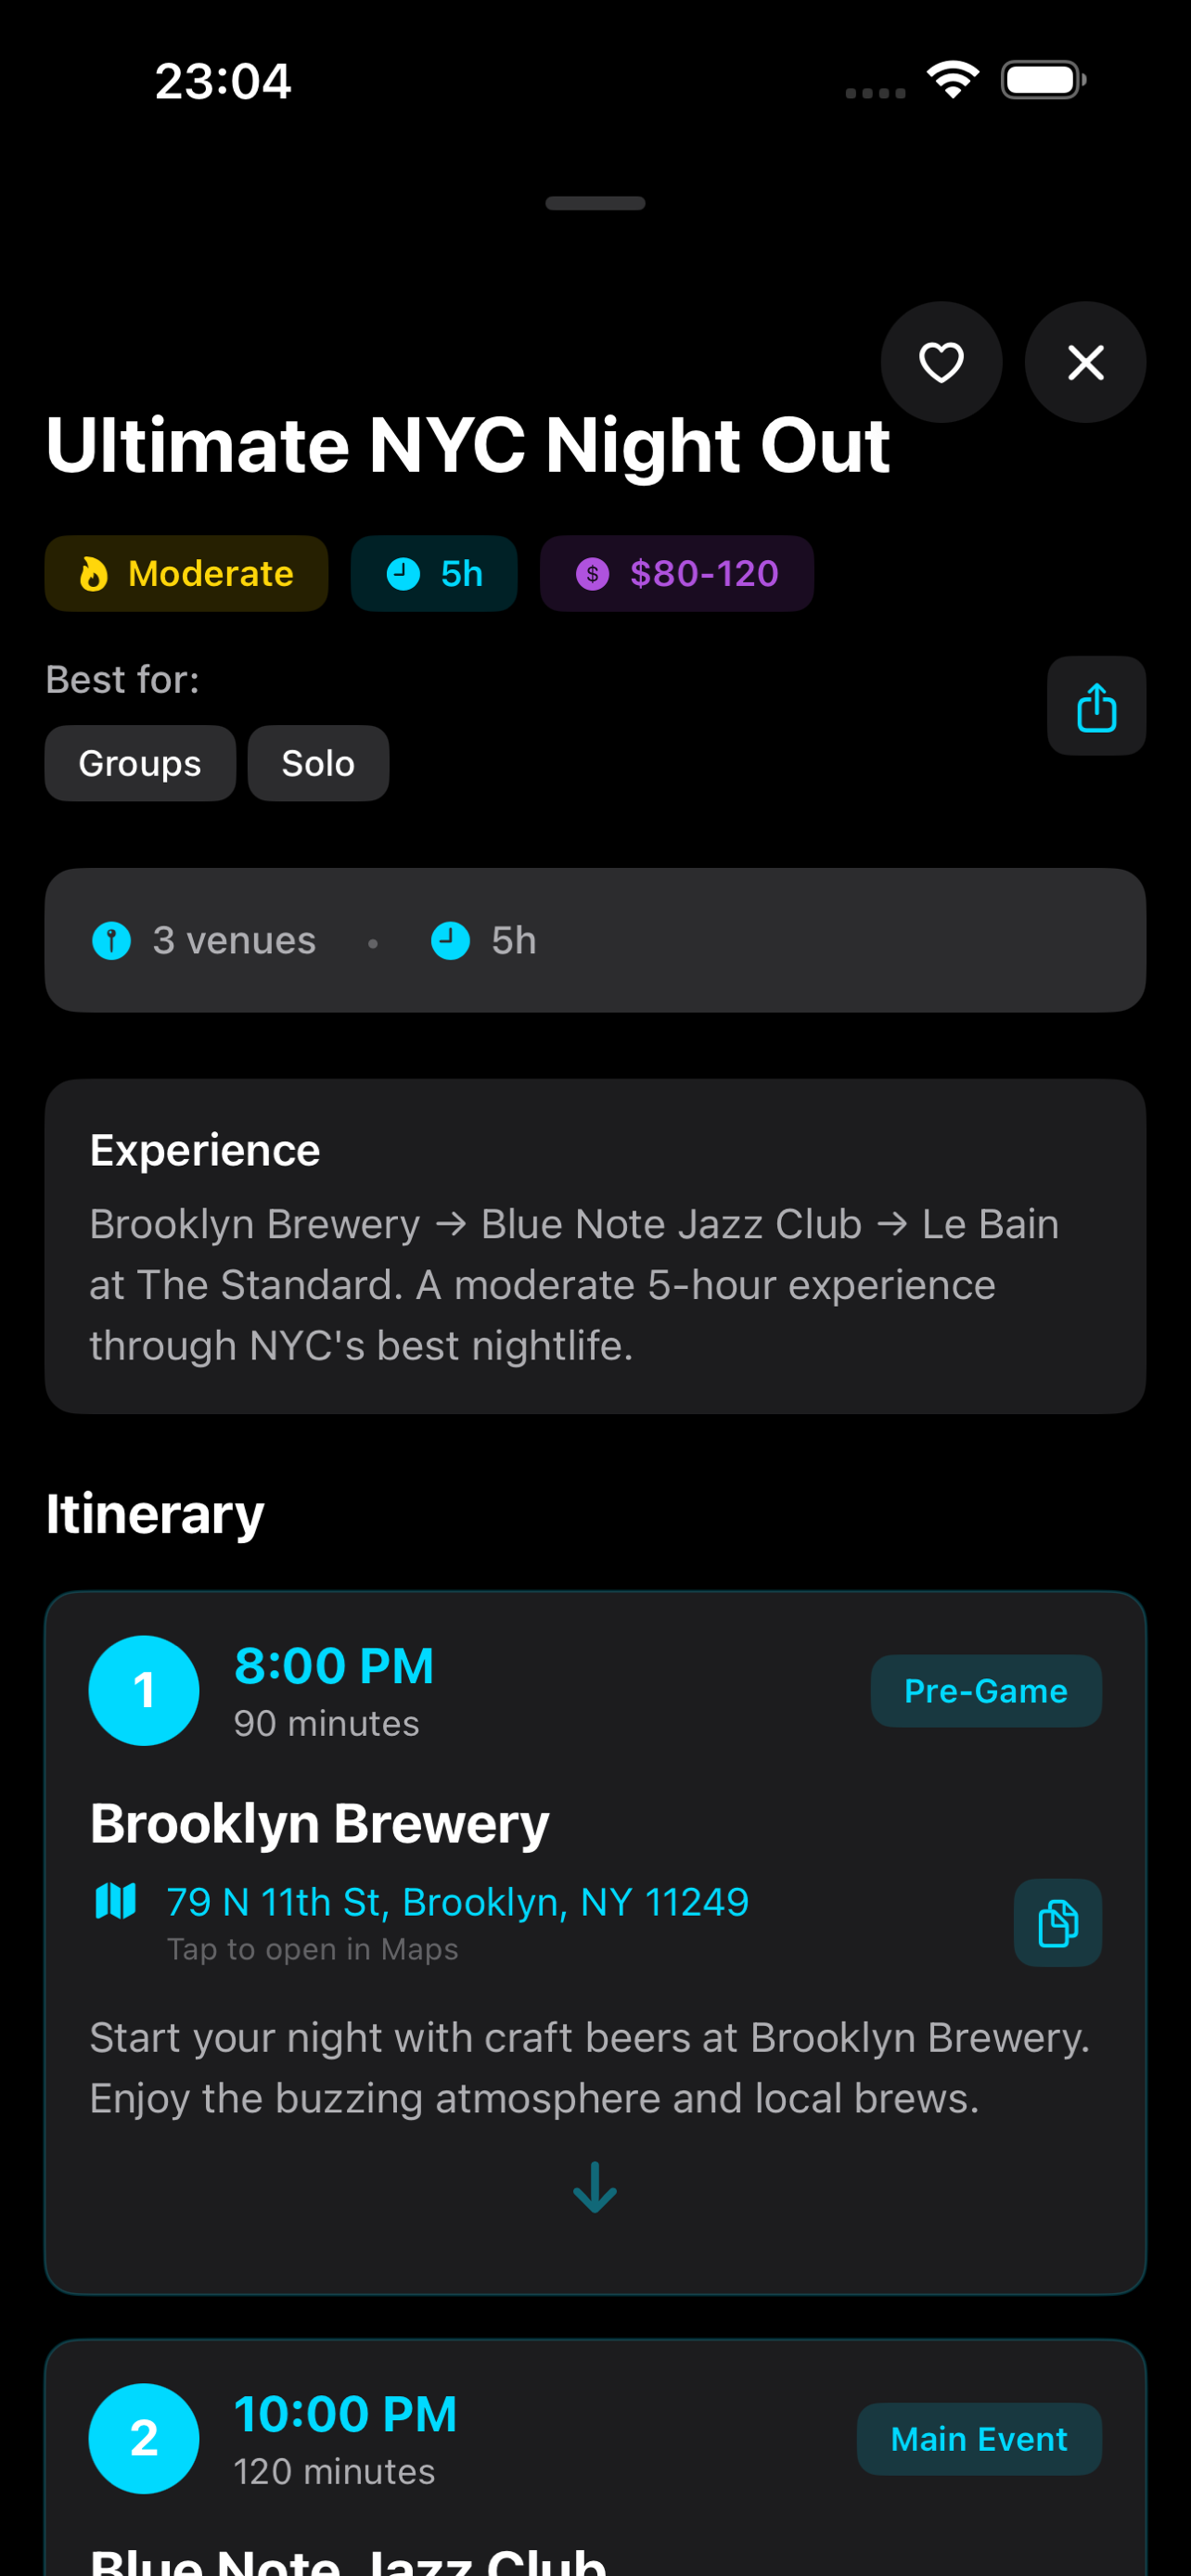 23:04
Ultimate NYC Night Out
Moderate
5h
$ $80-120
Best for:
Groups
Solo
3 venues • 5h
Experience
Brooklyn Brewery → Blue Note Jazz Club → Le Bain
at The Standard. A moderate 5-hour experience
through NYC's best nightlife.
Itinerary
1
8:00 PM
90 minutes
Pre-Game
Brooklyn Brewery
79 N 11th St, Brooklyn, NY 11249
Tap to open in Maps
Start your night with craft beers at Brooklyn Brewery.
Enjoy the buzzing atmosphere and local brews.
2
10:00 PM
120 minutes
Main Event
Blue Note Jazz Club